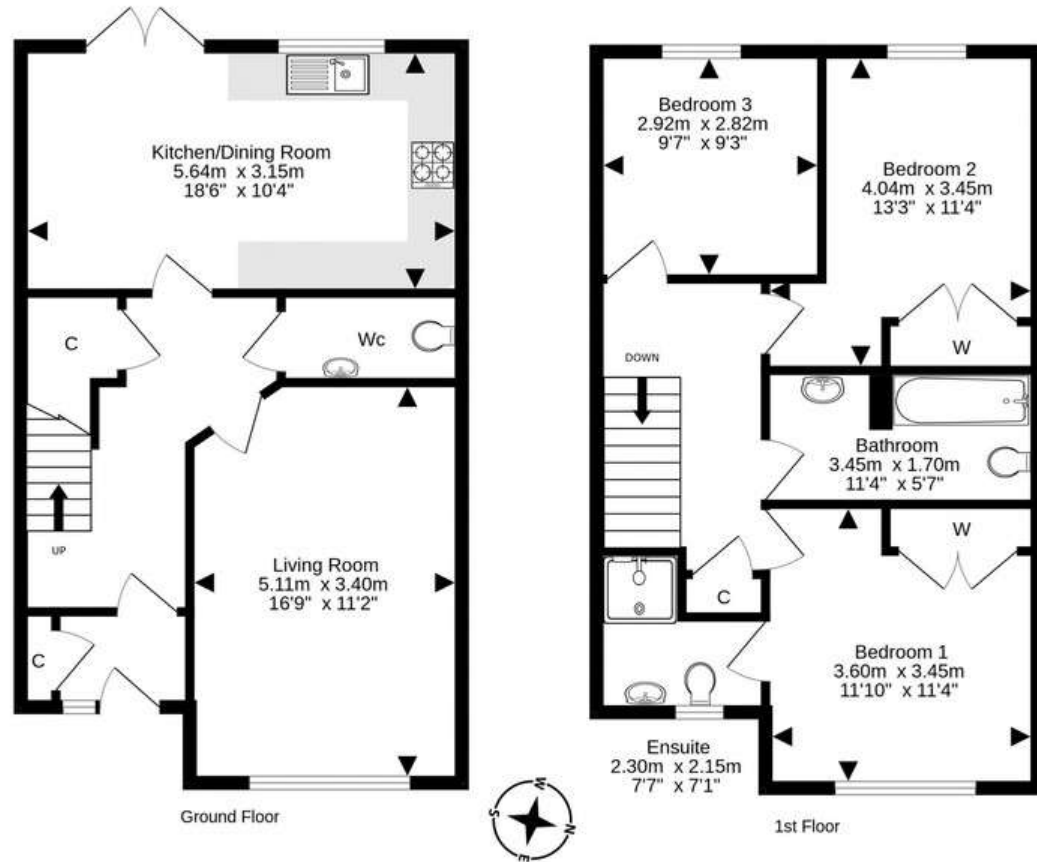 Kitchen/Dining Room
5.64m x 3.15m
18'6" x 10'4"
C
Wc
UP
Living Room
5.11m x 3.40m
16'9" x 11'2"
C
Ground Floor
Bedroom 3
2.92m x 2.82m
9'7" x 9'3"
Bedroom 2
4.04m x 3.45m
13'3" x 11'4"
W
DOWN
Bathroom
3.45m x 1.70m
11'4" x 5'7"
W
C
Bedroom 1
3.60m x 3.45m
11'10" x 11'4"
Ensuite
2.30m x 2.15m
7'7" x 7'1"
1st Floor
W
S
N
E